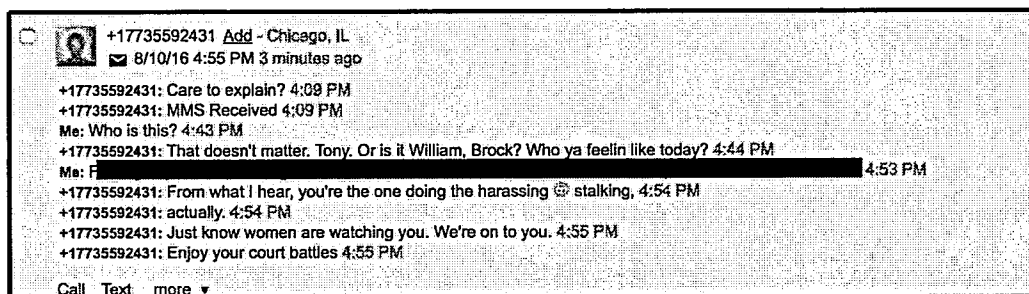 +17735592431 Add - Chicago, IL
8/10/16 4:55 PM 3 minutes ago
+17735592431: Care to explain? 4:09 PM
+17735592431: MMS Received 4:09 PM
Me: Who is this? 4:43 PM
+17735592431: That doesn't matter. Tony. Or is it William, Brock? Who ya feelin like today? 4:44 PM
Me: 4:53 PM
+17735592431: From what I hear, you're the one doing the harassing stalking, 4:54 PM
+17735592431: actually. 4:54 PM
+17735592431: Just know women are watching you. We're on to you. 4:55 PM
+17735592431: Enjoy your court battles 4:55 PM
Call Text more ▼